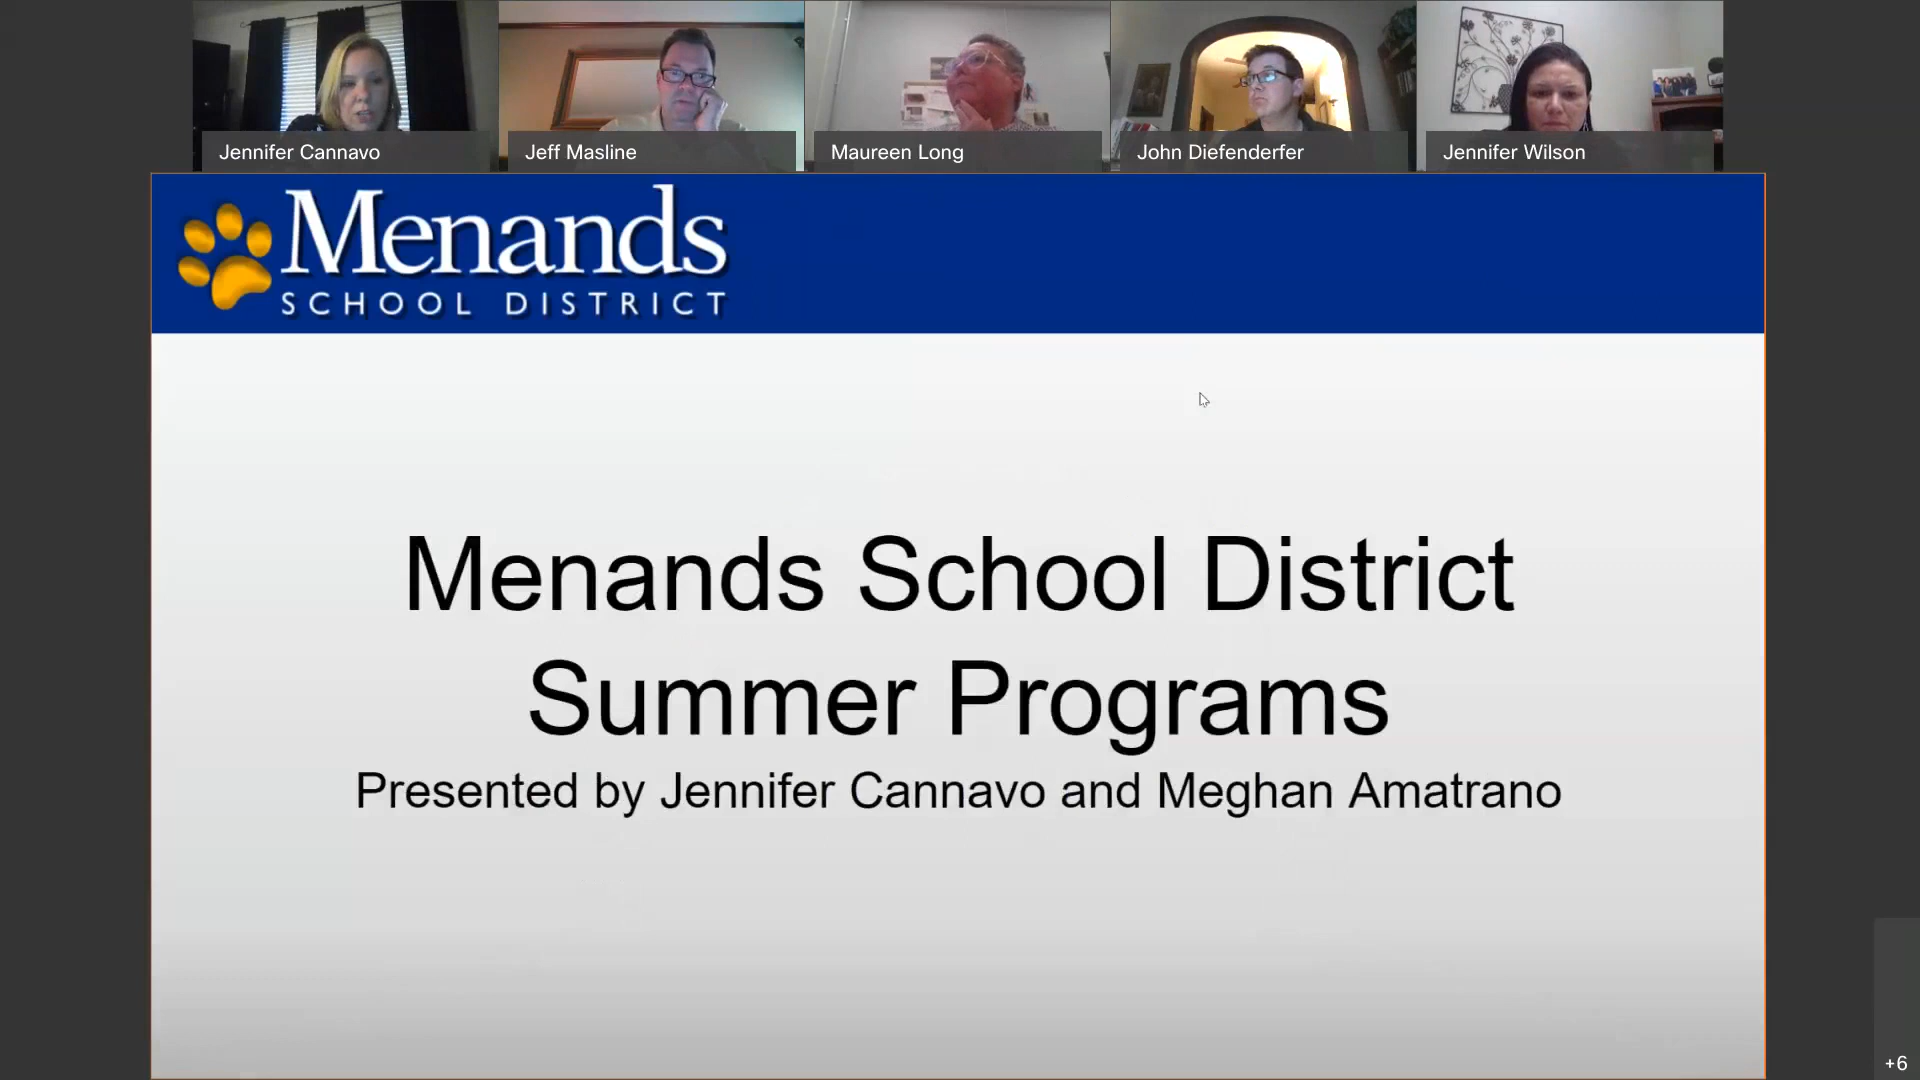 Jennifer Cannavo
Jeff Masline
Maureen Long
John Diefenderfer
Jennifer Wilson
Menands
SCHOOL DISTRICT
Menands School District
Summer Programs
Presented by Jennifer Cannavo and Meghan Amatrano
+6